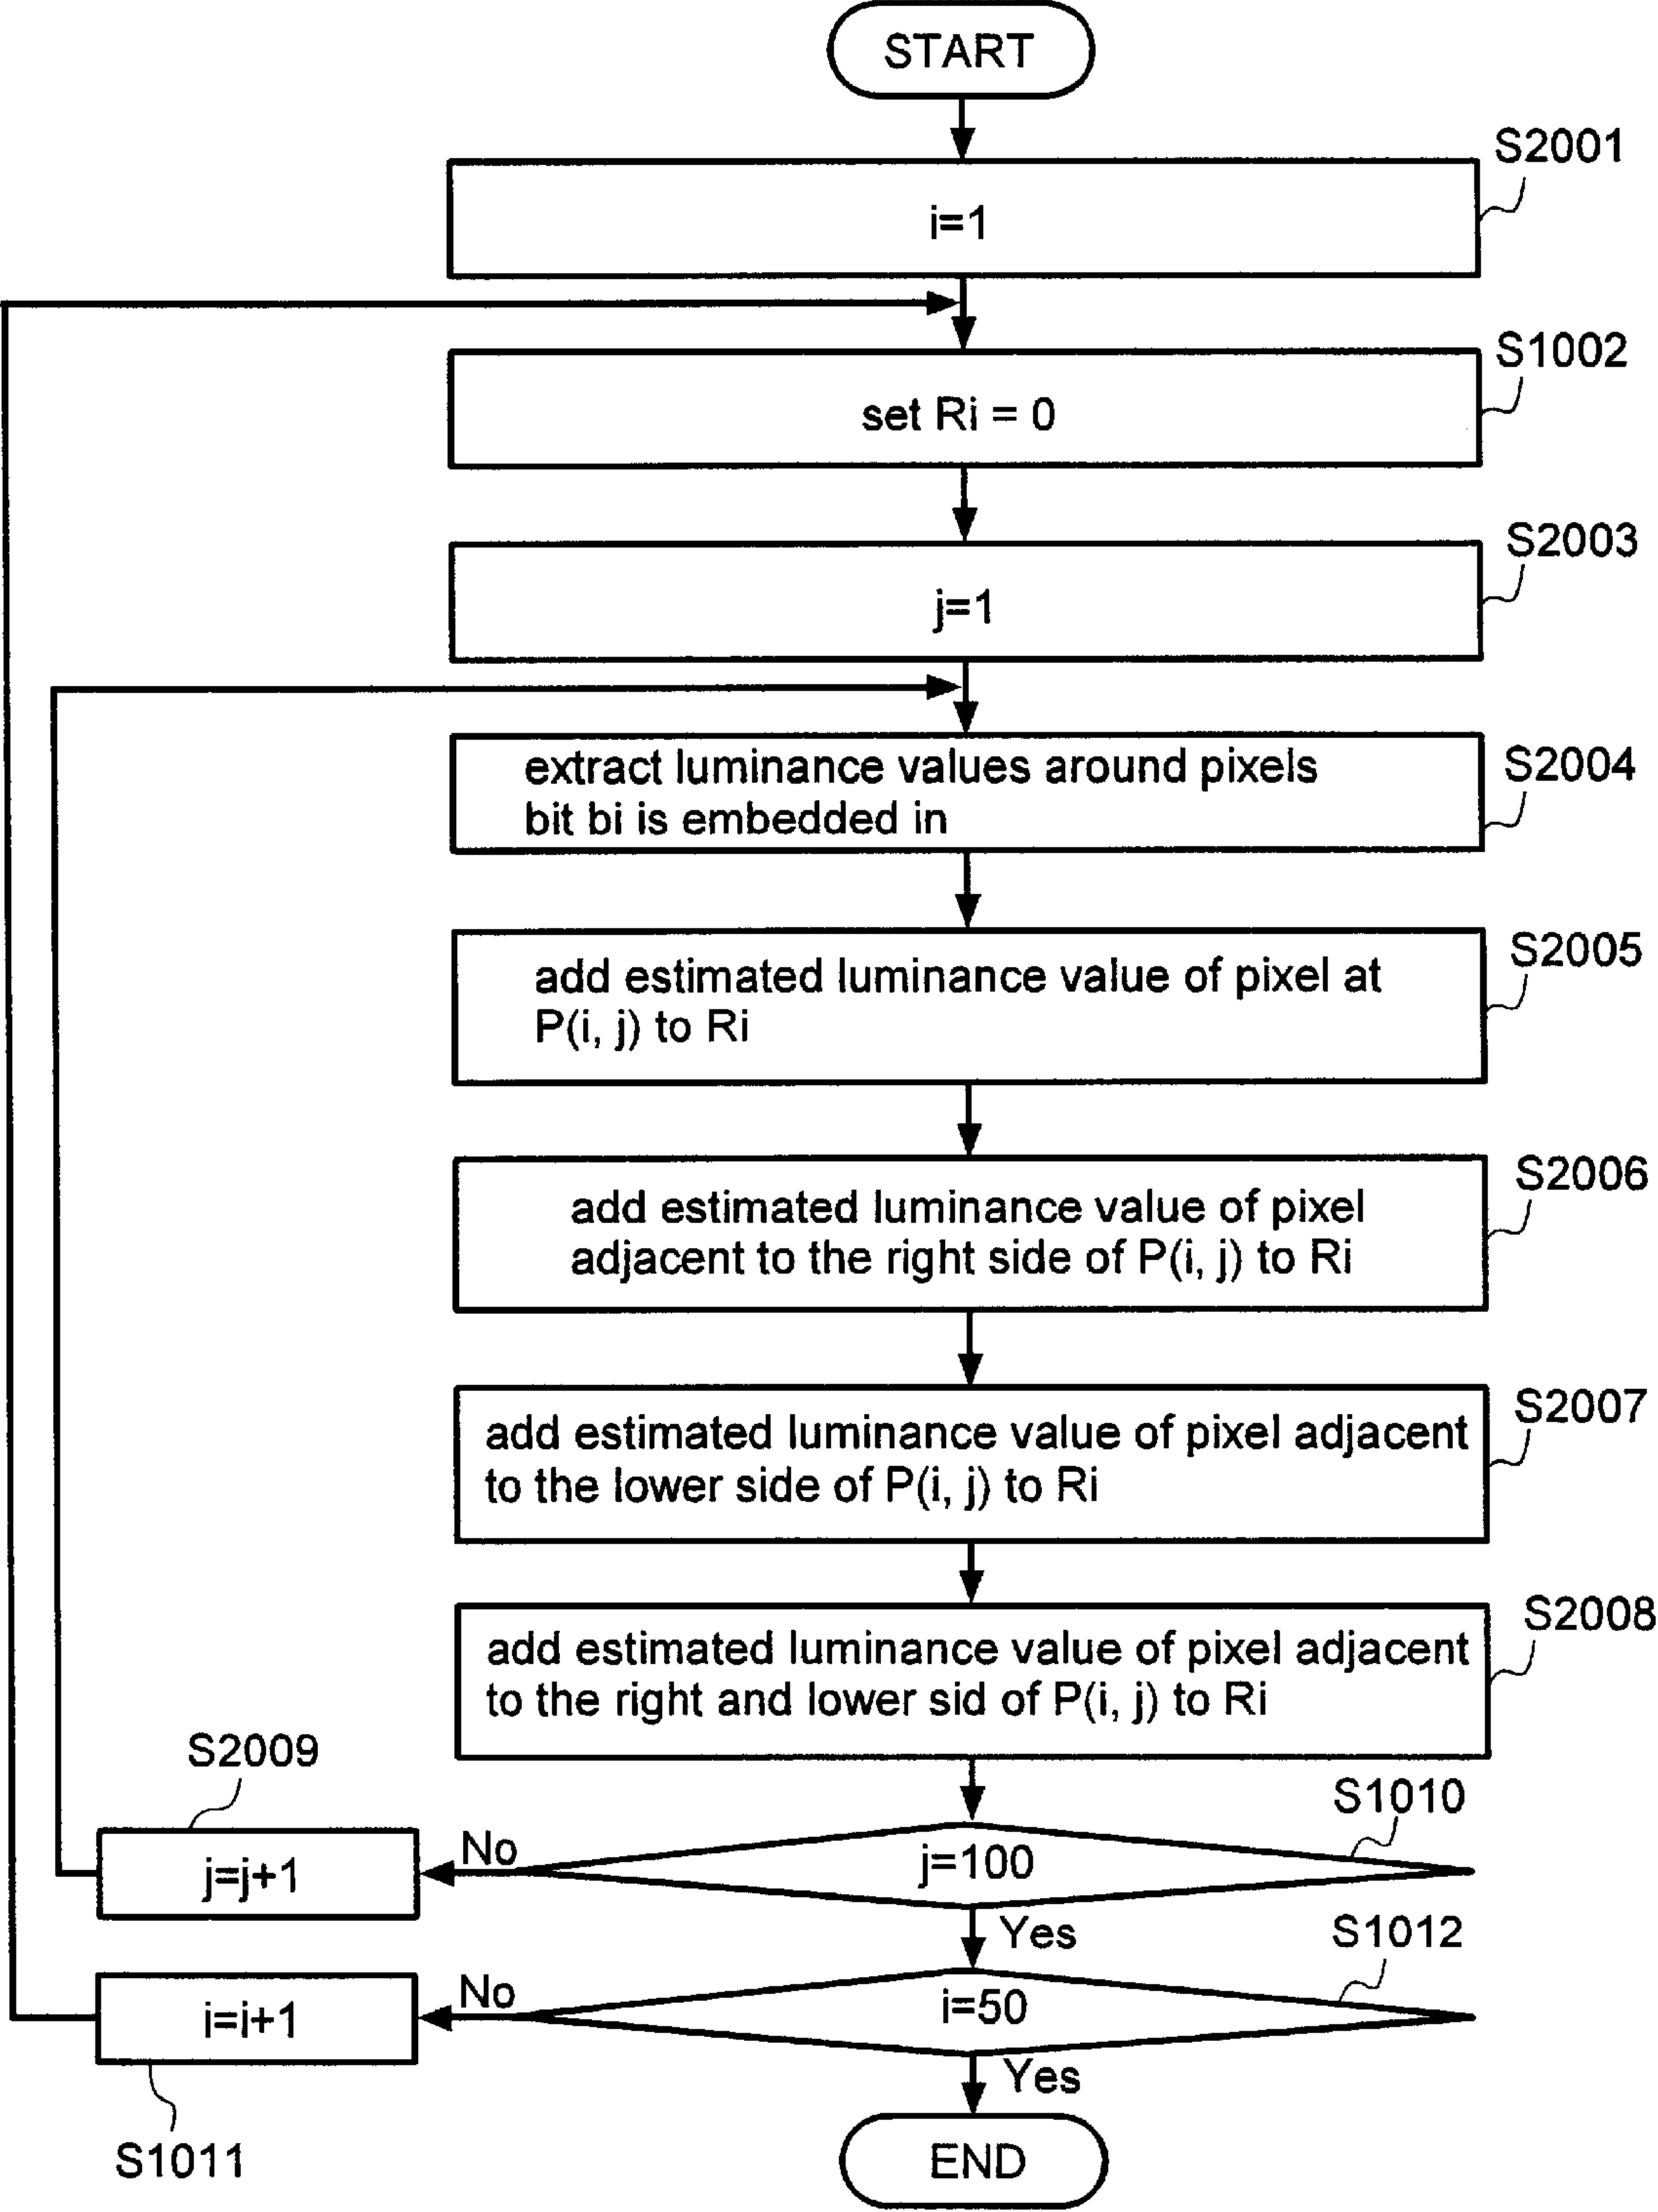 START
S2001
i=1
S1002
set Ri = 0
S2003
j=1
S2004
extract luminance values around pixels
bit bi is embedded in
S2005
add estimated luminance value of pixel at
P(i, j) to Ri
S2006
add estimated luminance value of pixel
adjacent to the right side of P(i, j) to Ri
S2007
add estimated luminance value of pixel adjacent
to the lower side of P(i, j) to Ri
S2008
add estimated luminance value of pixel adjacent
to the right and lower sid of P(i, j) to Ri
S2009
S1010
j=j+1
No
j=100
Yes
S1012
i=i+1
No
i=50
Yes
S1011
END